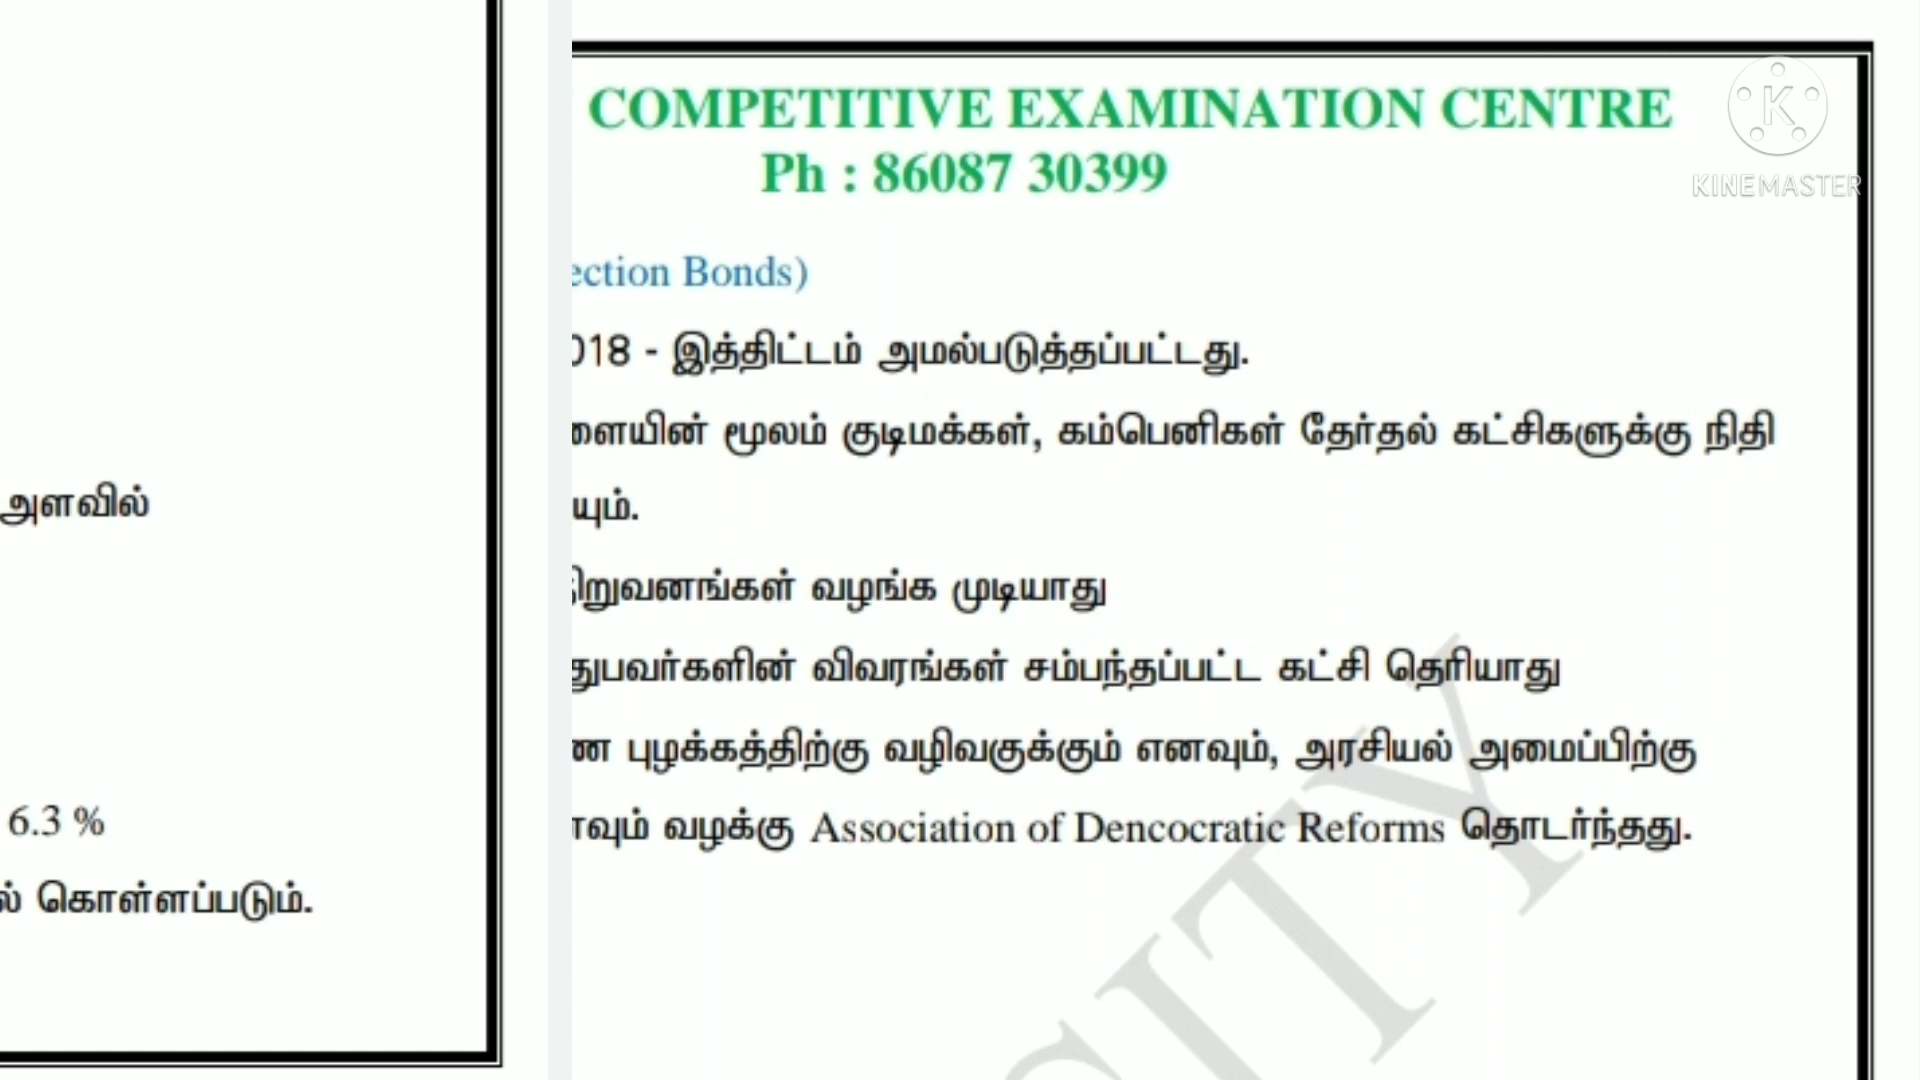 அளவில்
6.3 %
கொள்ளப்படும்.
COMPETITIVE EXAMINATION CENTRE
Ph : 86087 30399
KINEMASTER
ection Bonds)
018 - இத்திட்டம் அமல்படுத்தப்பட்டது.
ளையின் மூலம் குடிமக்கள், கம்பெனிகள் தேர்தல் கட்சிகளுக்கு நிதி
யும்.
நிறுவனங்கள் வழங்க முடியாது
துபவர்களின் விவரங்கள் சம்பந்தப்பட்ட கட்சி தெரியாது
ண புழக்கத்திற்கு வழிவகுக்கும் எனவும், அரசியல் அமைப்பிற்கு
வும் வழக்கு Association of Dencocratic Reforms தொடர்ந்தது.
CITY